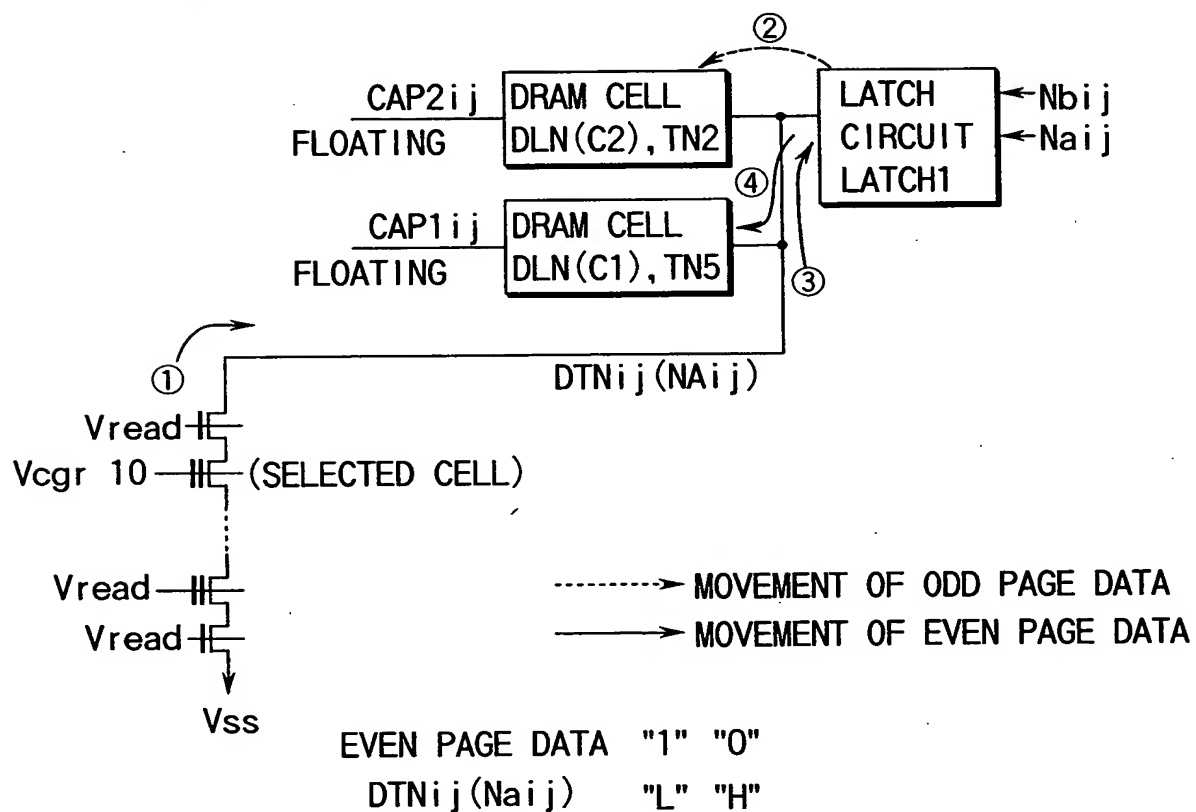 ②
CAP2ij
FLOATING
DRAM CELL
DLN(C2),TN2
LATCH
CIRCUIT
LATCH1
Nbij
Naij
④
③
CAP1ij
FLOATING
DRAM CELL
DLN(C1),TN5
①
DTNij(NAij)
Vread
Vcgr 10
(SELECTED CELL)
Vread
Vread
Vss
MOVEMENT OF ODD PAGE DATA
MOVEMENT OF EVEN PAGE DATA
EVEN PAGE DATA "1" "0"
DTNij(Naij) "L" "H"